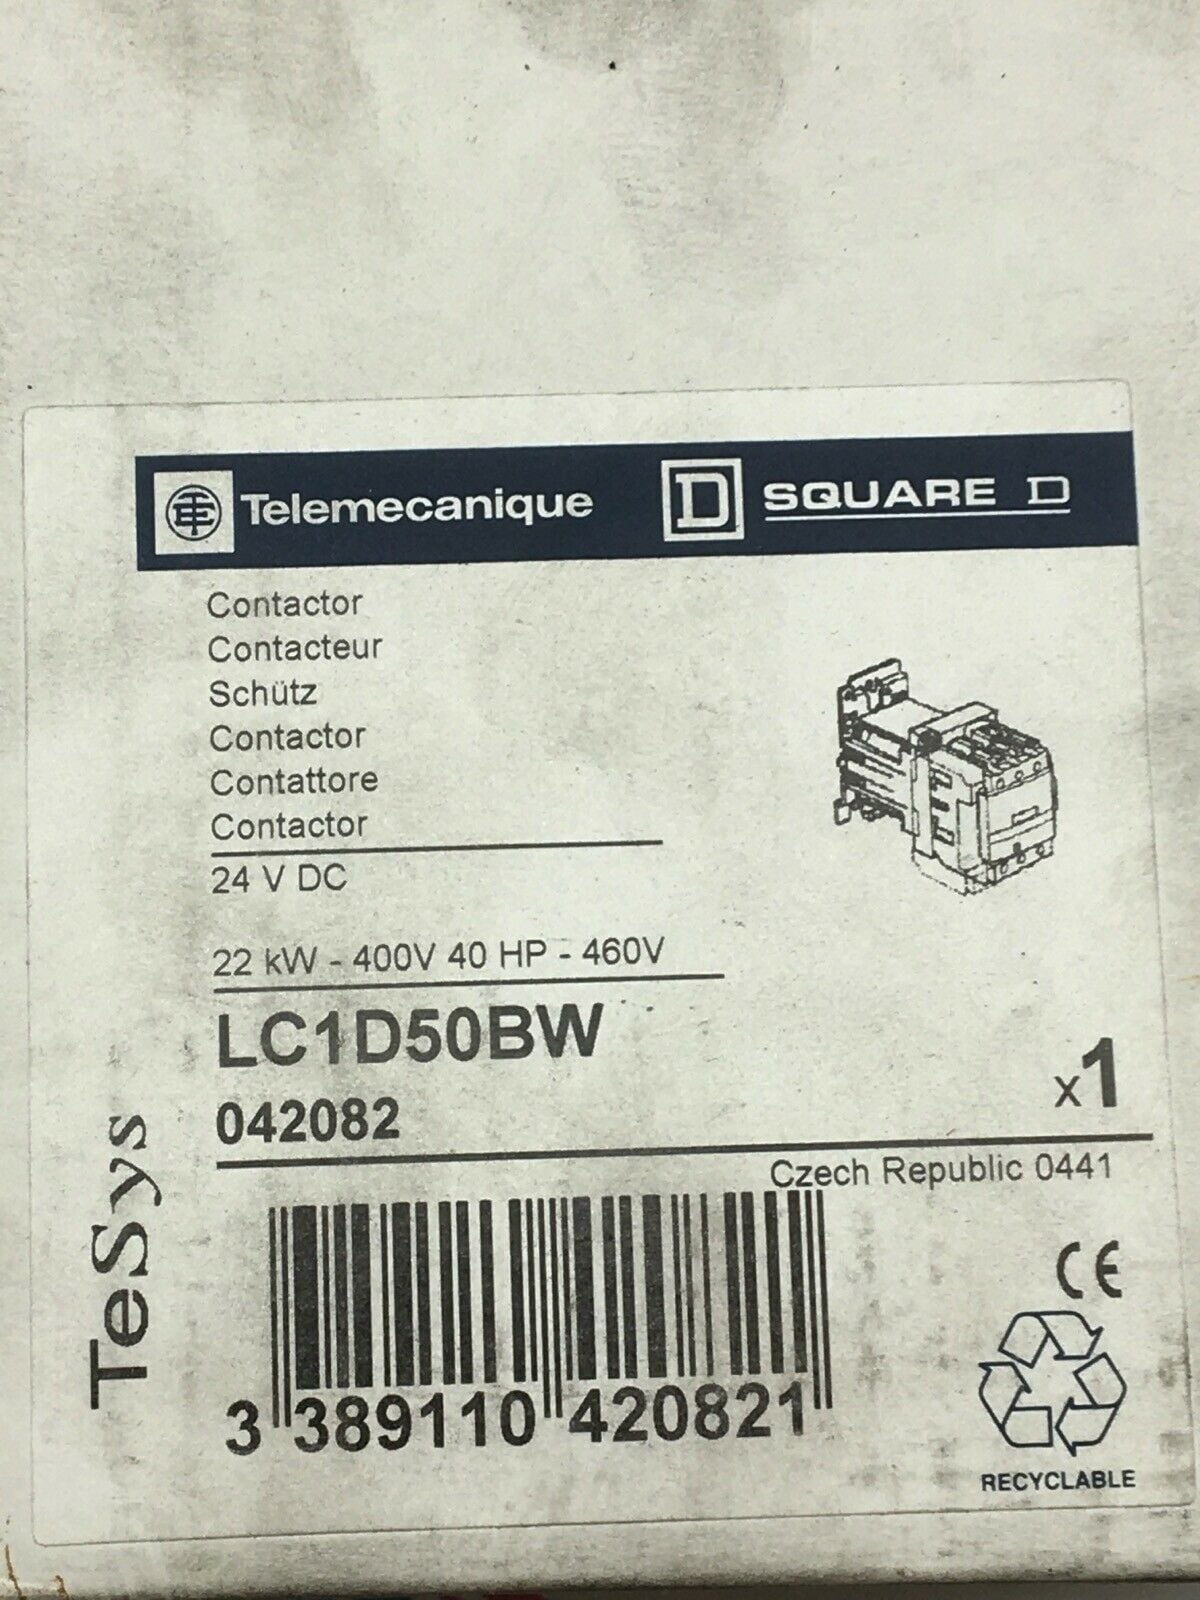 Telemecanique
D SQUARE D
Contactor
Contacteur
Schütz
Contactor
Contattore
Contactor
24 V DC
22 kW - 400V 40 HP - 460V
LC1D50BW
042082
x1
Czech Republic 0441
TeSys
3 389110 420821
CE
RECYCLABLE